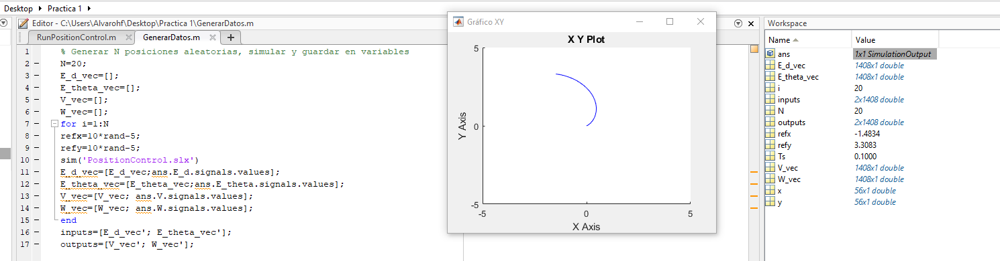 Desktop ▸ Practica 1 ▸
Editor - C:\Users\Alvarohf\Desktop\Practica 1\GenerarDatos.m
RunPositionControl.m × GenerarDatos.m × +
1 – % Generar N posiciones aleatorias, simular y guardar en variables
2 – N=20;
3 – E_d_vec=[];
4 – E_theta_vec=[];
5 – V_vec=[];
6 – W_vec=[];
7 – for i=1:N
8 – refx=10*rand-5;
9 – refy=10*rand-5;
10 – sim('PositionControl.slx')
11 – E_d_vec=[E_d_vec;ans.E_d.signals.values];
12 – E_theta_vec=[E_theta_vec;ans.E_theta.signals.values];
13 – V_vec=[V_vec; ans.V.signals.values];
14 – W_vec=[W_vec; ans.W.signals.values];
15 – end
16 – inputs=[E_d_vec'; E_theta_vec'];
17 – outputs=[V_vec'; W_vec'];
Gráfico XY
X Y Plot
5
0
-5
Y Axis
-5 0 5
X Axis
Workspace
Name Value
ans 1x1 SimulationOutput
E_d_vec 1408x1 double
E_theta_vec 1408x1 double
i 20
inputs 2x1408 double
N 20
outputs 2x1408 double
refx -1.4834
refy 3.3083
Ts 0.1000
V_vec 1408x1 double
W_vec 1408x1 double
x 56x1 double
y 56x1 double